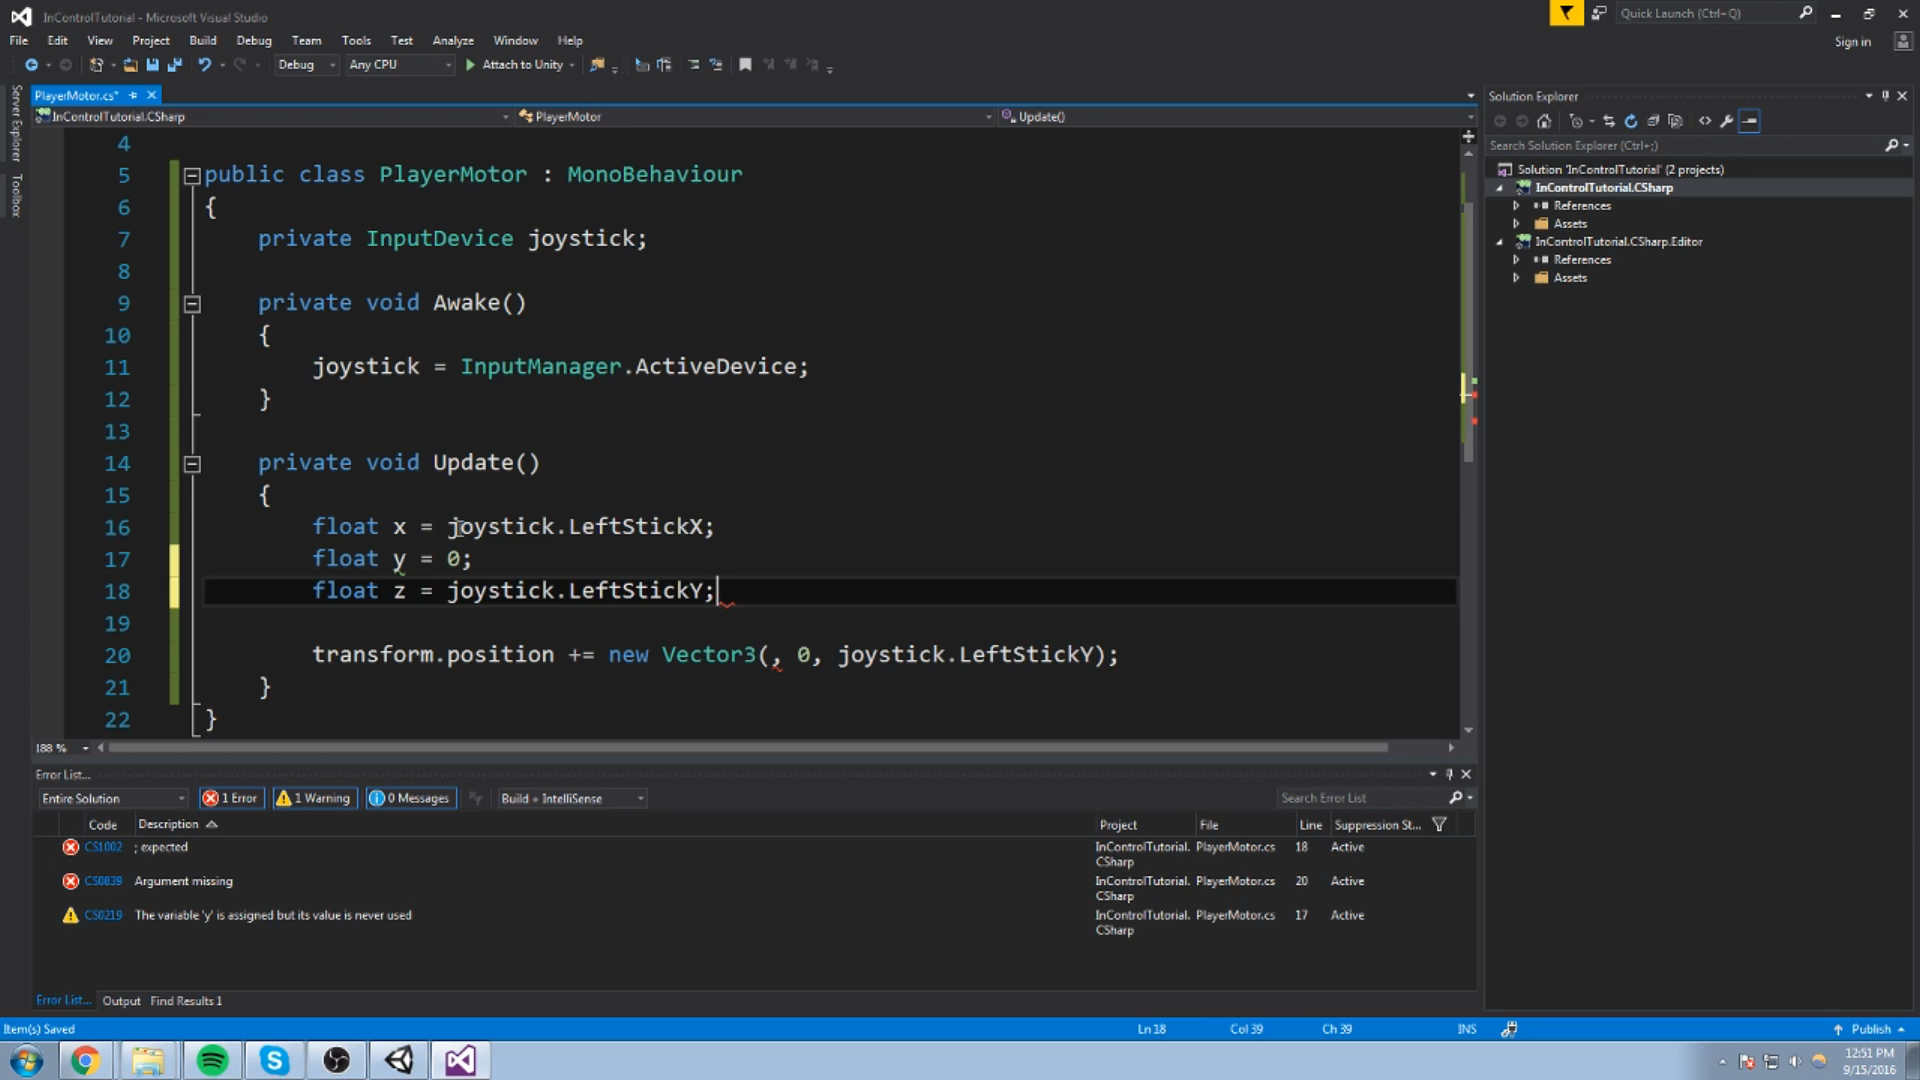 InControlTutorial - Microsoft Visual Studio
Quick Launch (Ctrl+Q)
File Edit View Project Build Debug Team Tools Test Analyze Window Help
Sign in
Debug Any CPU Attach to Unity
Server Explorer
Toolbox
PlayerMotor.cs*
InControlTutorial.CSharp PlayerMotor Update()
4
5 public class PlayerMotor : MonoBehaviour
6 {
7 private InputDevice joystick;
8
9 private void Awake()
10 {
11 joystick = InputManager.ActiveDevice;
12 }
13
14 private void Update()
15 {
16 float x = joystick.LeftStickX;
17 float y = 0;
18 float z = joystick.LeftStickY;
19
20 transform.position += new Vector3(, 0, joystick.LeftStickY);
21 }
22 }
188 %
Solution Explorer
Search Solution Explorer (Ctrl+;)
Solution 'InControlTutorial' (2 projects)
InControlTutorial.CSharp
References
Assets
InControlTutorial.CSharp.Editor
References
Assets
Error List...
Entire Solution 1 Error 1 Warning 0 Messages Build + IntelliSense Search Error List
Code Description Project File Line Suppression St...
CS1002 ; expected InControlTutorial. PlayerMotor.cs 18 Active
CSharp
CS0839 Argument missing InControlTutorial. PlayerMotor.cs 20 Active
CSharp
CS0219 The variable 'y' is assigned but its value is never used InControlTutorial. PlayerMotor.cs 17 Active
CSharp
Error List... Output Find Results 1
Item(s) Saved Ln 18 Col 39 Ch 39 INS Publish
12:51 PM
9/15/2016